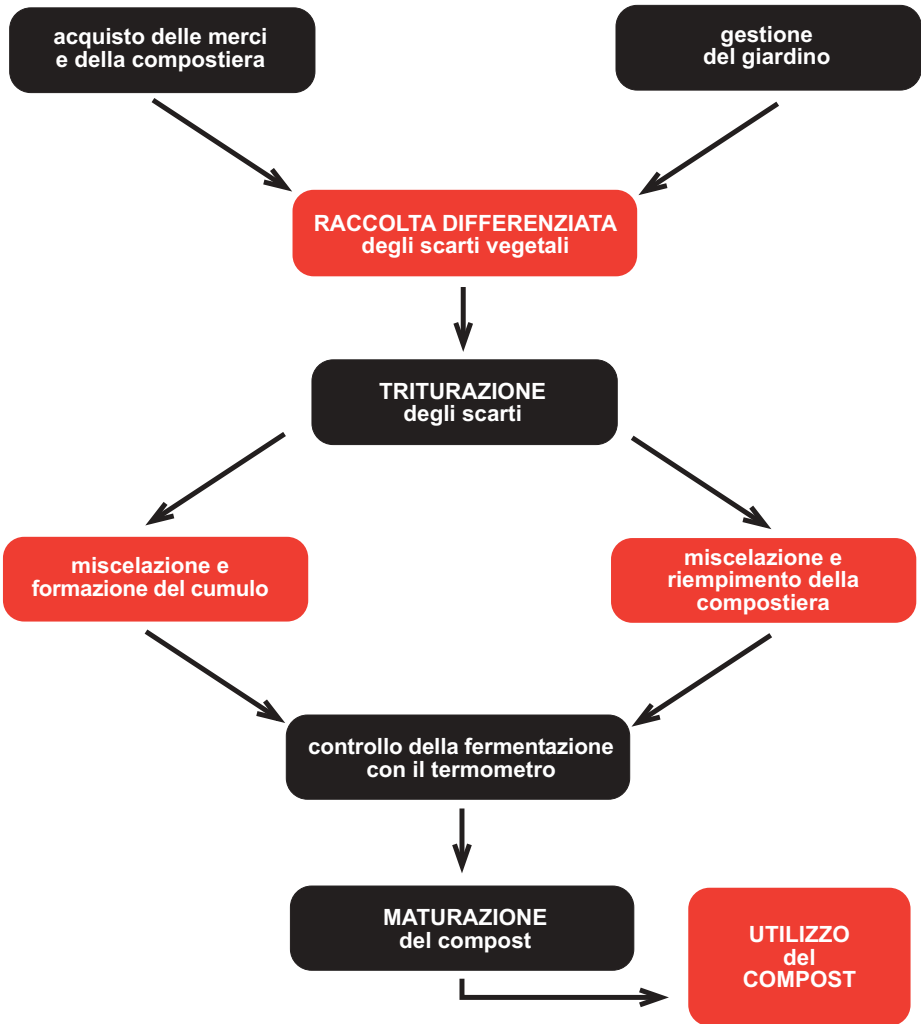 acquisto delle merci
e della compostiera
gestione
del giardino
RACCOLTA DIFFERENZIATA
degli scarti vegetali
TRITURAZIONE
degli scarti
miscelazione e
formazione del cumulo
miscelazione e
riempimento della
compostiera
controllo della fermentazione
con il termometro
MATURAZIONE
del compost
UTILIZZO
del
COMPOST